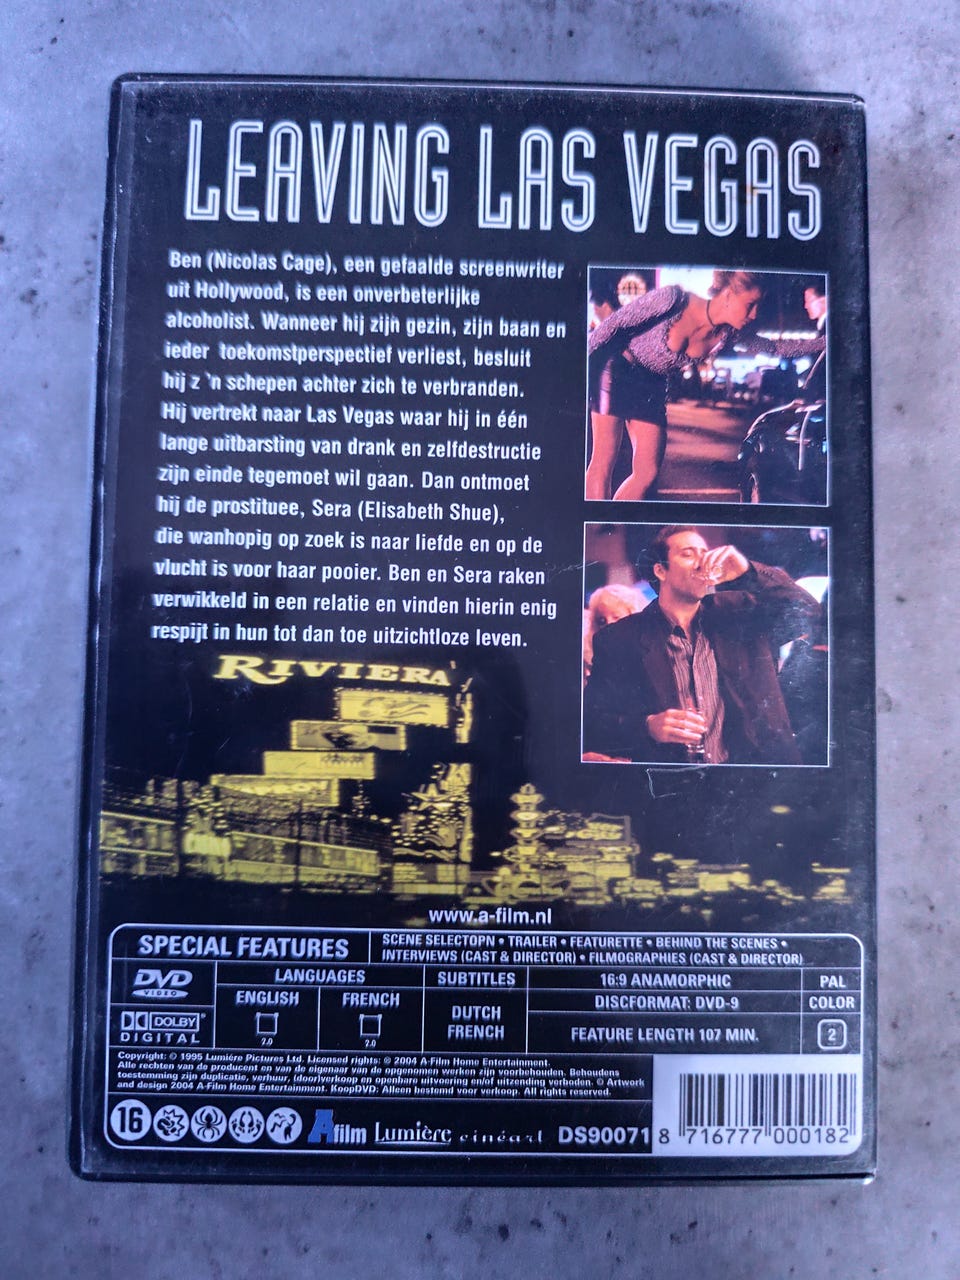 LEAVING LAS VEGAS
Ben (Nicolas Cage), een gefaalde screenwriter
uit Hollywood, is een onverbeterlijke
alcoholist. Wanneer hij zijn gezin, zijn baan en
ieder toekomstperspectief verliest, besluit
hij z 'n schepen achter zich te verbranden.
Hij vertrekt naar Las Vegas waar hij in één
lange uitbarsting van drank en zelfdestructie
zijn einde tegemoet wil gaan. Dan ontmoet
hij de prostituee, Sera (Elisabeth Shue),
die wanhopig op zoek is naar liefde en op de
vlucht is voor haar pooier. Ben en Sera raken
verwikkeld in een relatie en vinden hierin enig
respijt in hun tot dan toe uitzichtloze leven.
RIVIERA
www.a-film.nl
SPECIAL FEATURES
SCENE SELECTOPN • TRAILER • FEATURETTE • BEHIND THE SCENES •
INTERVIEWS (CAST & DIRECTOR) • FILMOGRAPHIES (CAST & DIRECTOR)
DVD
VIDEO
DOLBY
DIGITAL
LANGUAGES
ENGLISH
2.0
FRENCH
2.0
SUBTITLES
DUTCH
FRENCH
16:9 ANAMORPHIC
DISCFORMAT: DVD-9
FEATURE LENGTH 107 MIN.
PAL
COLOR
2
Copyright: © 1995 Lumière Pictures Ltd. Licensed rights: © 2004 A-Film Home Entertainment.
Alle rechten van de producent en van de eigenaar van de opgenomen werken zijn voorbehouden. Behoudens
toestemming zijn duplicatie, verhuur, (door)verkoop en openbare uitvoering en/of uitzending verboden. © Artwork
and design 2004 A-Film Home Entertainment. KoopDVD: Alleen bestemd voor verkoop. All rights reserved.
16
Afilm
Lumière
cinéart
DS90071
8 716777 000182